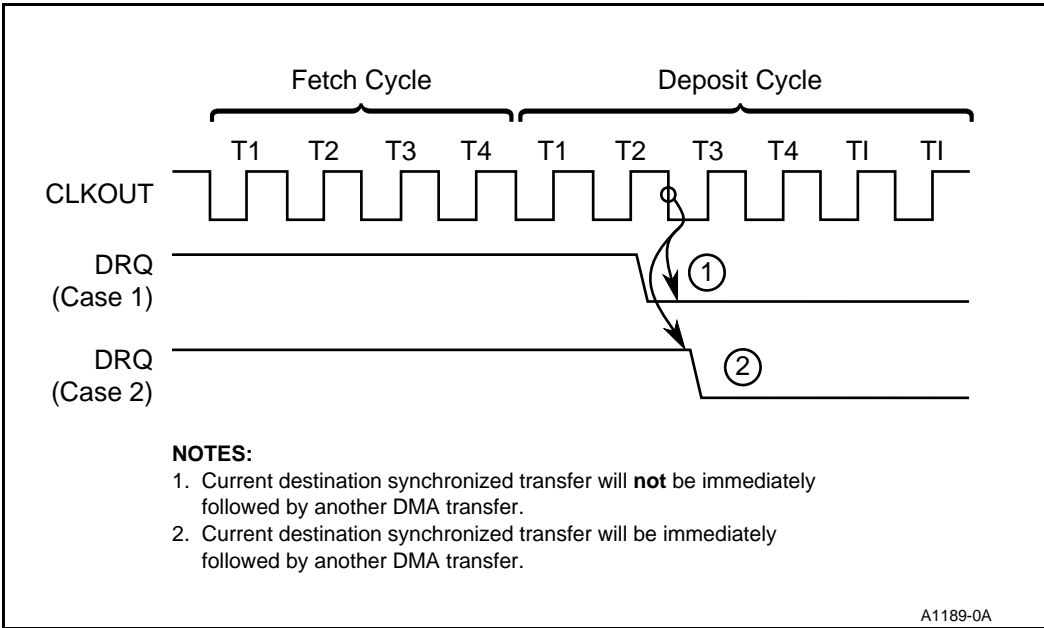 Fetch Cycle Deposit Cycle
T1 T2 T3 T4 T1 T2 T3 T4 TI TI
CLKOUT
DRQ
(Case 1)
1
DRQ
(Case 2)
2
NOTES:
1. Current destination synchronized transfer will not be immediately
followed by another DMA transfer.
2. Current destination synchronized transfer will be immediately
followed by another DMA transfer.
A1189-0A